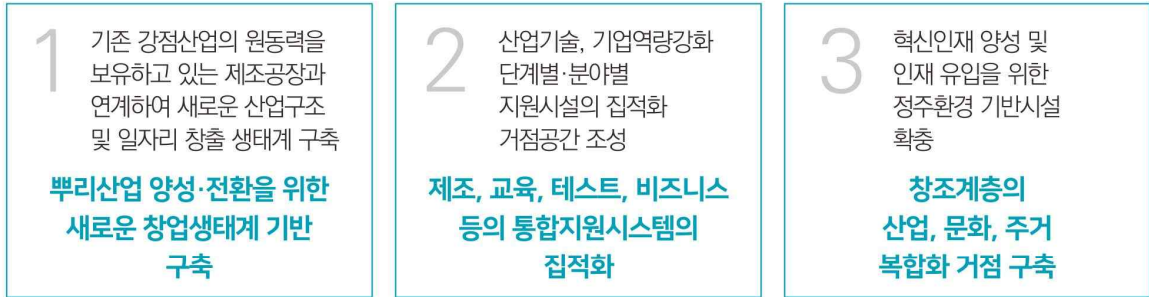 1
기존 강점산업의 원동력을
보유하고 있는 제조공장과
연계하여 새로운 산업구조
및 일자리 창출 생태계 구축
뿌리산업 양성·전환을 위한
새로운 창업생태계 기반
구축
2
산업기술, 기업역량강화
단계별·분야별
지원시설의 집적화
거점공간 조성
제조, 교육, 테스트, 비즈니스
등의 통합지원시스템의
집적화
3
혁신인재 양성 및
인재 유입을 위한
정주환경 기반시설
확충
창조계층의
산업, 문화, 주거
복합화 거점 구축